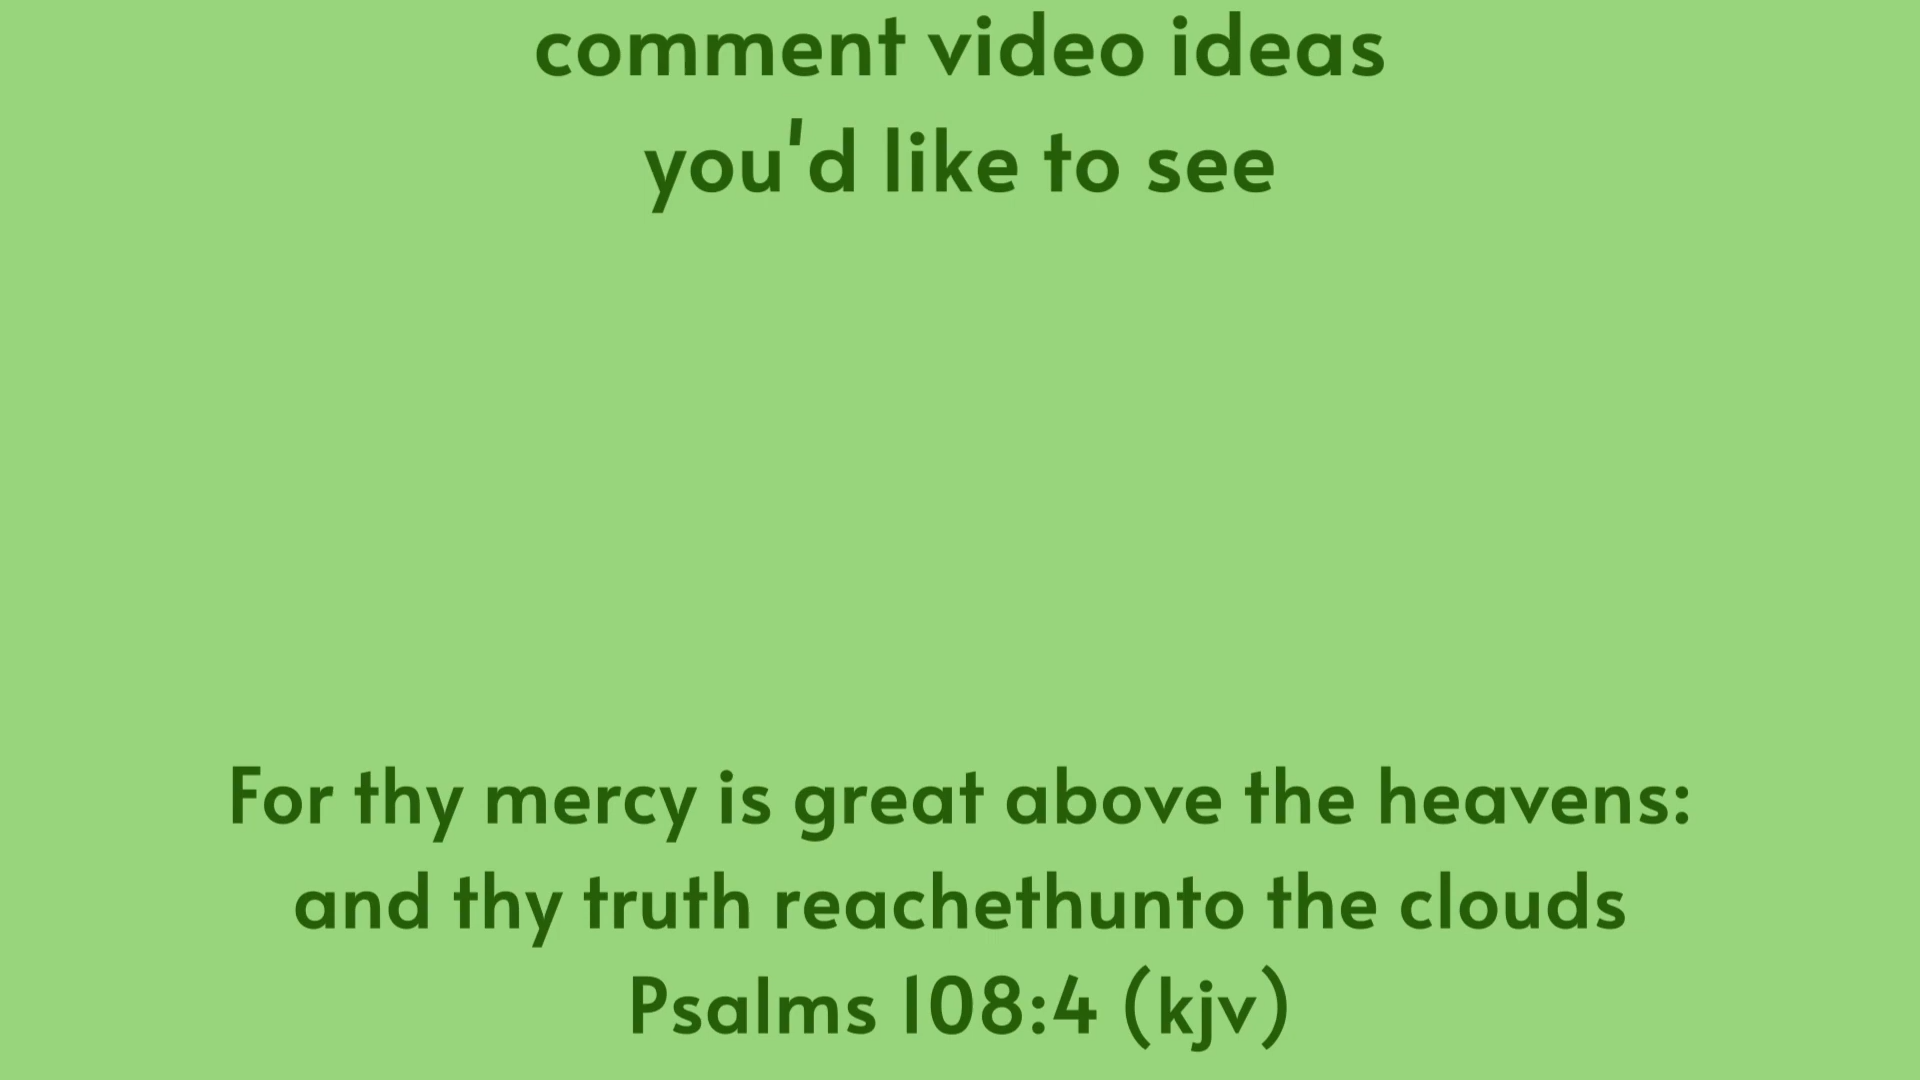 comment video ideas
you'd like to see
For thy mercy is great above the heavens:
and thy truth reachethunto the clouds
Psalms 108:4 (kjv)